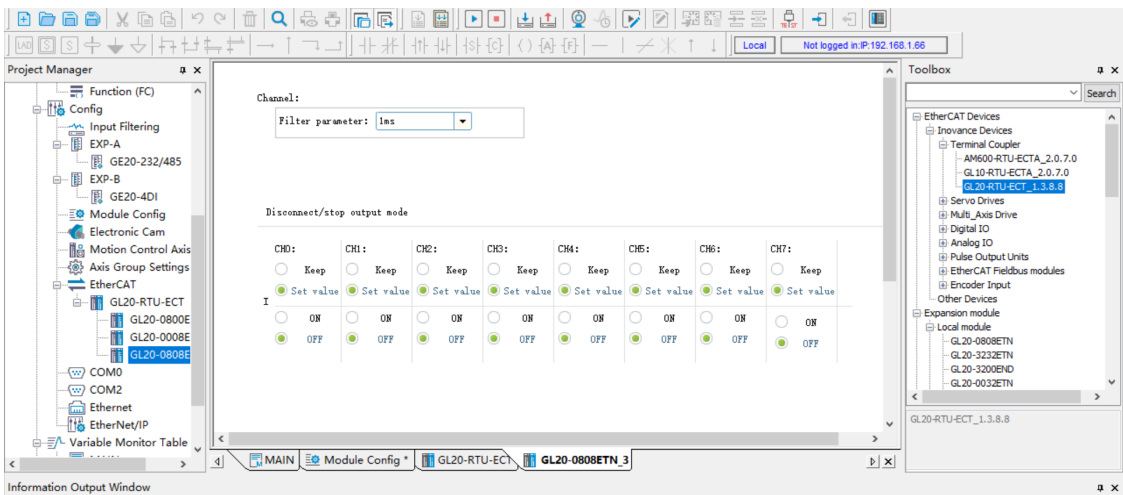 TEST
LAD
Local
Not logged in:IP:192.168.1.66
Project Manager
Function (FC)
Config
Input Filtering
EXP-A
GE20-232/485
EXP-B
GE20-4DI
Module Config
Electronic Cam
Motion Control Axis
Axis Group Settings
EtherCAT
GL20-RTU-ECT
GL20-0800E
GL20-0008E
GL20-0808E
COM0
COM2
Ethernet
EtherNet/IP
Variable Monitor Table
Channel:
Filter parameter: 1ms
Disconnect/stop output mode
CH0: CH1: CH2: CH3: CH4: CH5: CH6: CH7:
Keep Keep Keep Keep Keep Keep Keep Keep
Set value Set value Set value Set value Set value Set value Set value Set value
I
ON ON ON ON ON ON ON ON
OFF OFF OFF OFF OFF OFF OFF OFF
MAIN Module Config * GL20-RTU-ECT GL20-0808ETN_3
Toolbox
Search
EtherCAT Devices
Inovance Devices
Terminal Coupler
AM600-RTU-ECTA_2.0.7.0
GL10-RTU-ECTA_2.0.7.0
GL20-RTU-ECT_1.3.8.8
Servo Drives
Multi_Axis Drive
Digital IO
Analog IO
Pulse Output Units
EtherCAT Fieldbus modules
Encoder Input
Other Devices
Expansion module
Local module
GL20-0808ETN
GL20-3232ETN
GL20-3200END
GL20-0032ETN
GL20-RTU-ECT_1.3.8.8
Information Output Window